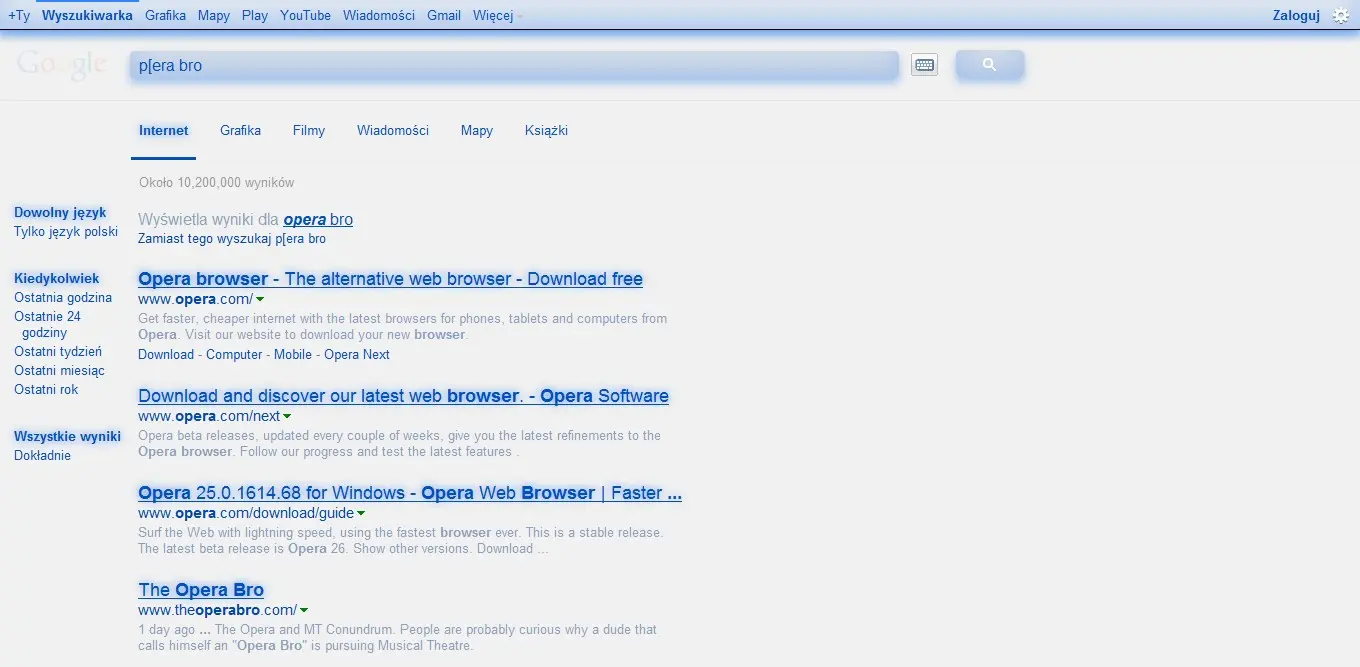 +Ty Wyszukiwarka Grafika Mapy Play YouTube Wiadomości Gmail Więcej Zaloguj
Google p[era bro
Internet Grafika Filmy Wiadomości Mapy Książki
Około 10,200,000 wyników
Dowolny język
Tylko język polski
Kiedykolwiek
Ostatnia godzina
Ostatnie 24
godziny
Ostatni tydzień
Ostatni miesiąc
Ostatni rok
Wszystkie wyniki
Dokładnie
Wyświetla wyniki dla opera bro
Zamiast tego wyszukaj p[era bro
Opera browser - The alternative web browser - Download free
www.opera.com/
Get faster, cheaper internet with the latest browsers for phones, tablets and computers from
Opera. Visit our website to download your new browser.
Download - Computer - Mobile - Opera Next
Download and discover our latest web browser. - Opera Software
www.opera.com/next
Opera beta releases, updated every couple of weeks, give you the latest refinements to the
Opera browser. Follow our progress and test the latest features .
Opera 25.0.1614.68 for Windows - Opera Web Browser | Faster ...
www.opera.com/download/guide
Surf the Web with lightning speed, using the fastest browser ever. This is a stable release.
The latest beta release is Opera 26. Show other versions. Download ...
The Opera Bro
www.theoperabro.com/
1 day ago ... The Opera and MT Conundrum. People are probably curious why a dude that
calls himself an "Opera Bro" is pursuing Musical Theatre.